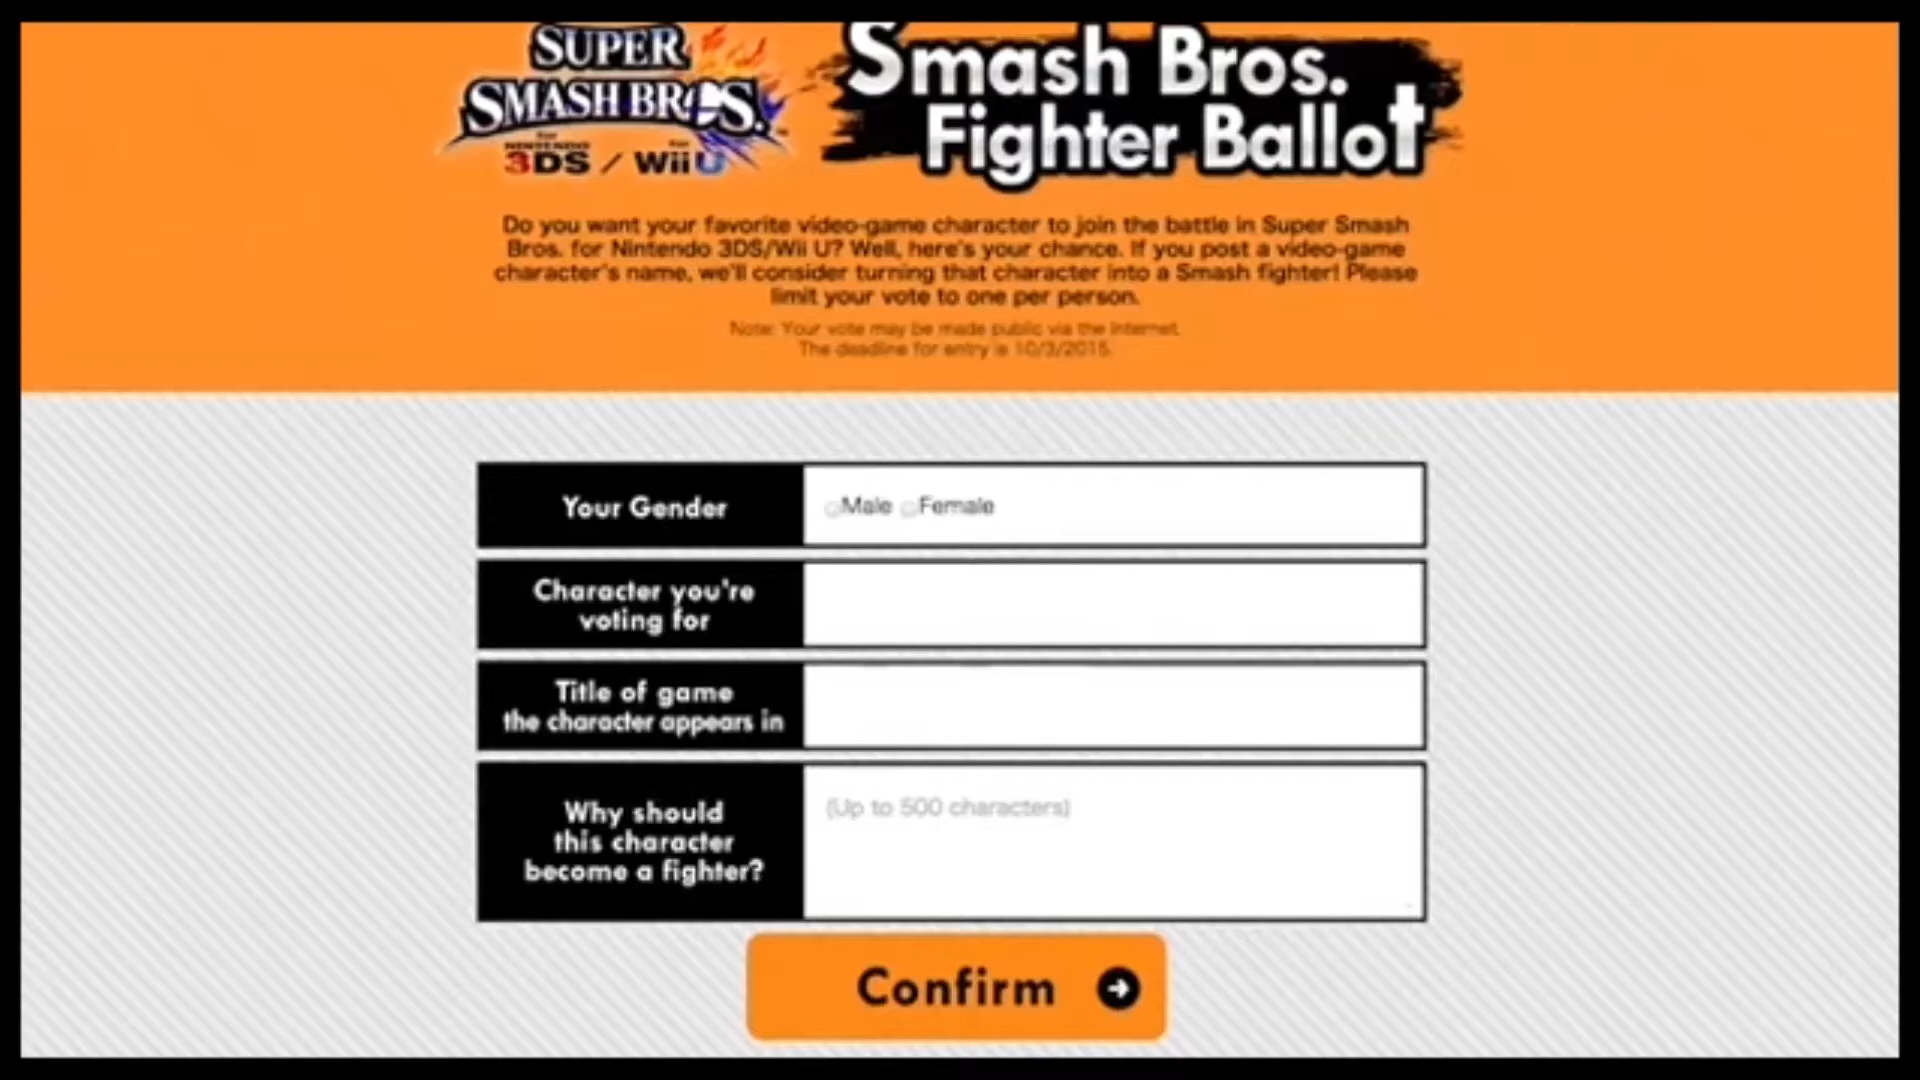 SUPER
SMASH BROS.
for
NINTENDO
3DS / for
WiiU
Smash Bros.
Fighter Ballot
Do you want your favorite video-game character to join the battle in Super Smash
Bros. for Nintendo 3DS/Wii U? Well, here's your chance. If you post a video-game
character's name, we'll consider turning that character into a Smash fighter! Please
limit your vote to one per person.
Note: Your vote may be made public via the Internet.
The deadline for entry is 10/3/2015.
Your Gender
Male Female
Character you're
voting for
Title of game
the character appears in
Why should
this character
become a fighter?
(Up to 500 characters)
Confirm